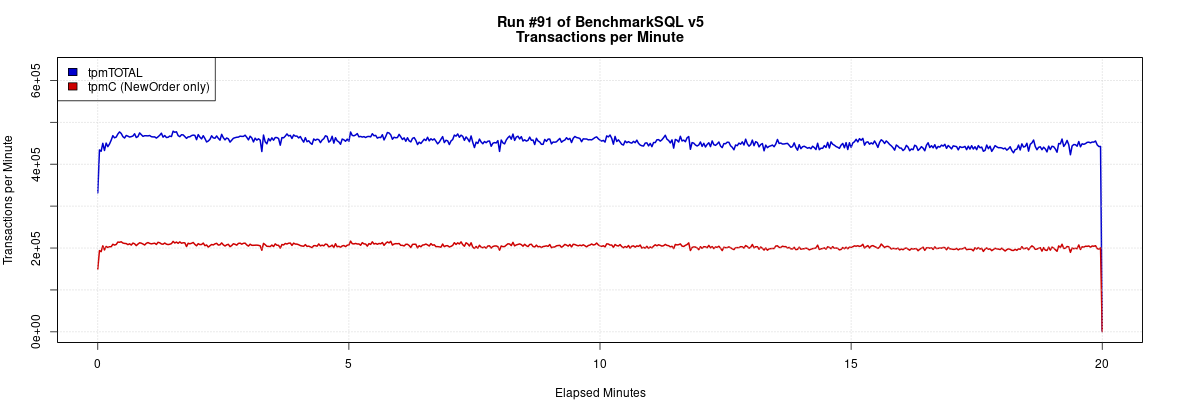 Run #91 of BenchmarkSQL v5
Transactions per Minute
tpmTOTAL
tpmC (NewOrder only)
Transactions per Minute
6e+05
4e+05
2e+05
0e+00
0 5 10 15 20
Elapsed Minutes